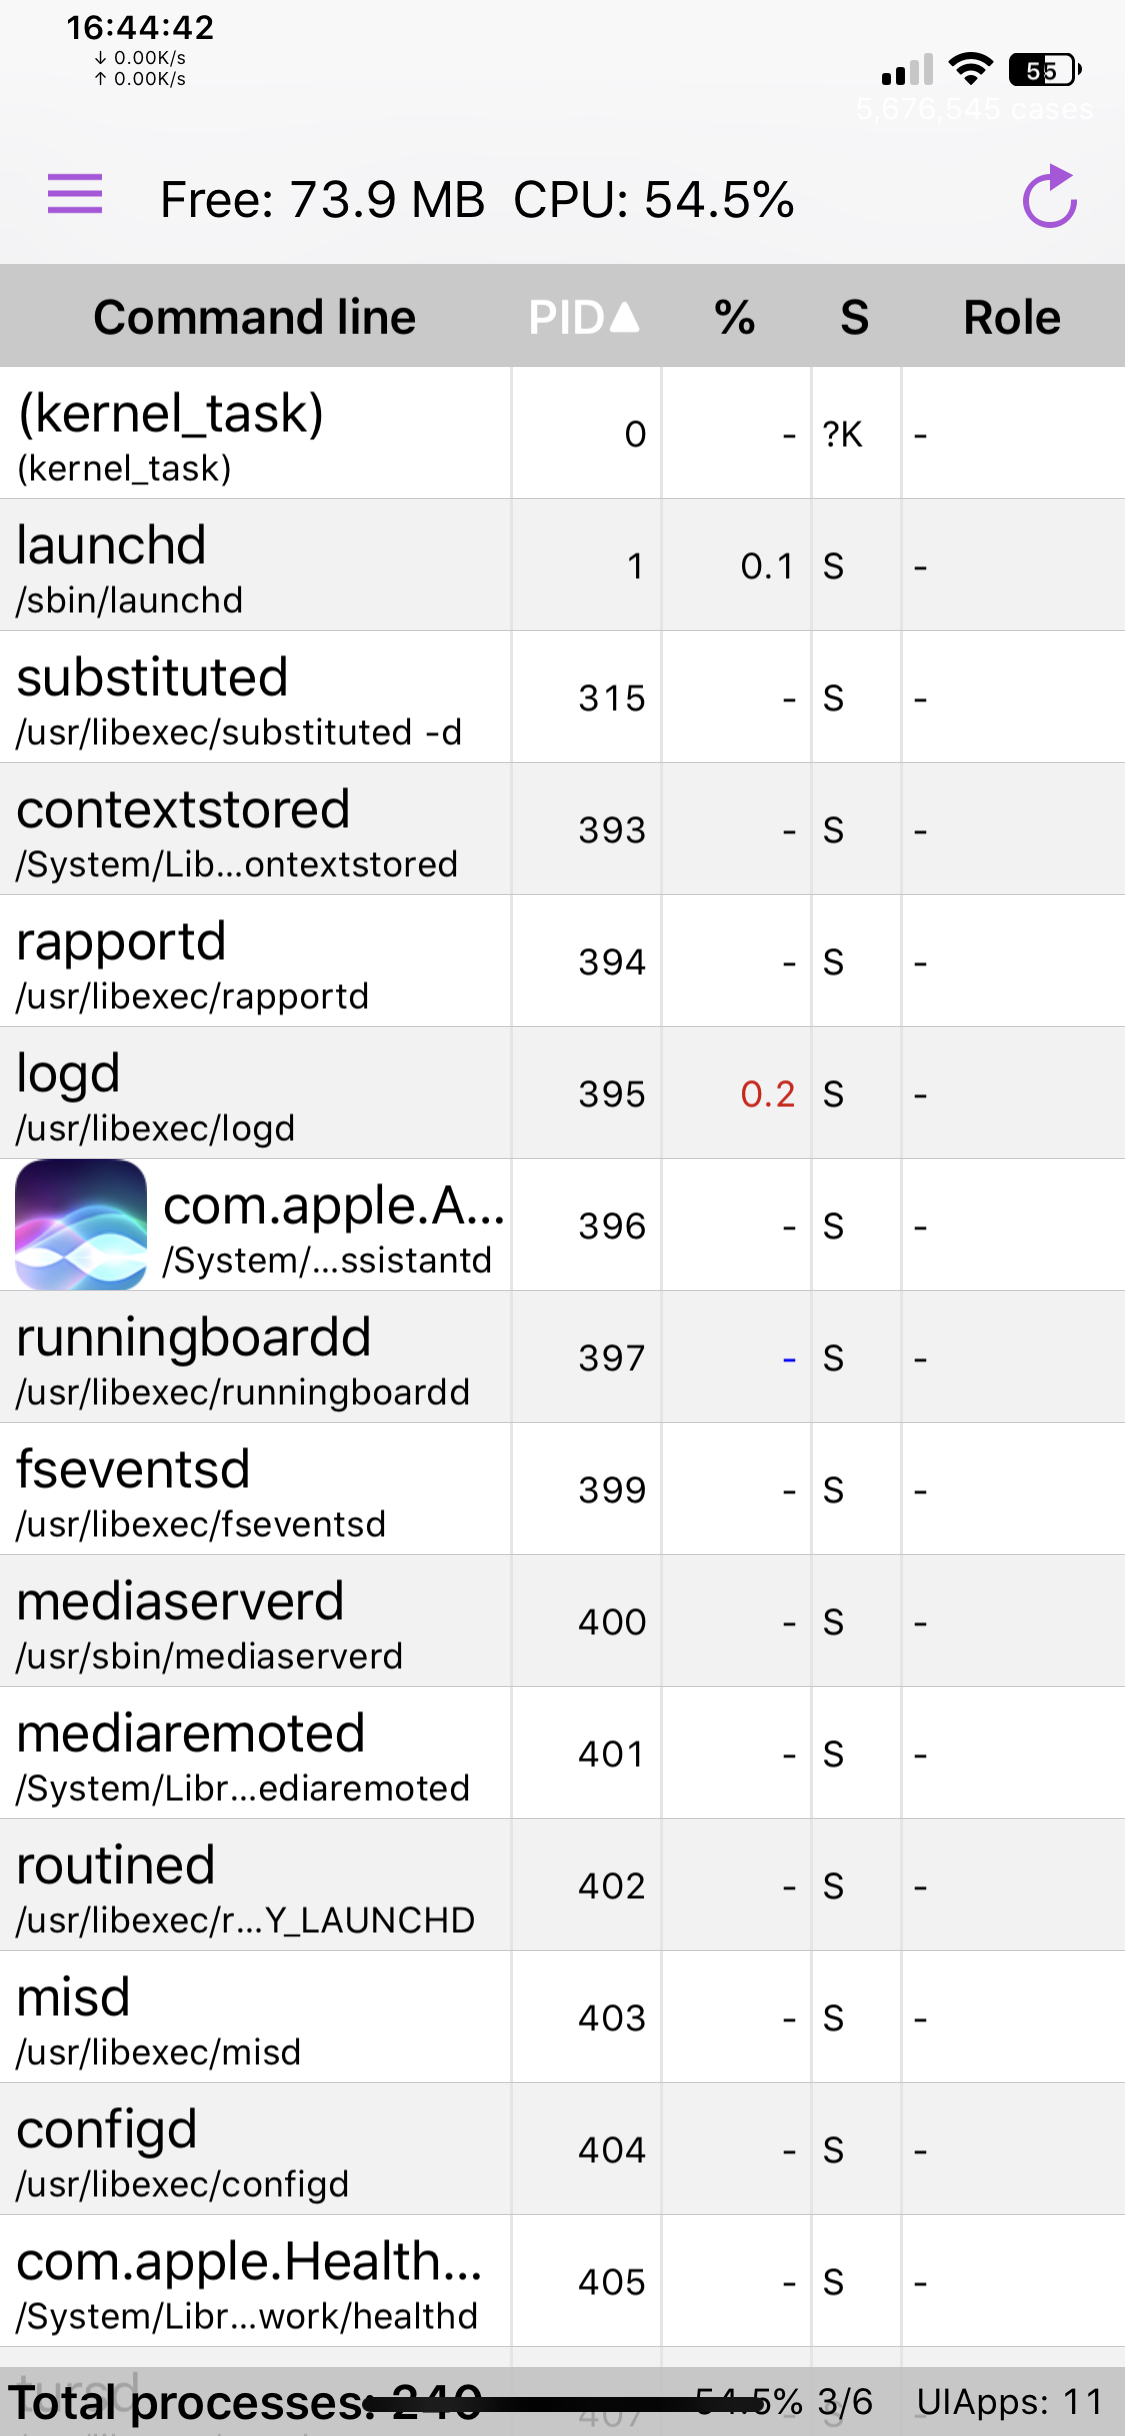 16:44:42
↓ 0.00K/s
↑ 0.00K/s
55
5,676,545 cases
Free: 73.9 MB CPU: 54.5%
Command line PID▲ % S Role
(kernel_task)
(kernel_task)
0 - ?K -
launchd
/sbin/launchd
1 0.1 S -
substituted
/usr/libexec/substituted -d
315 - S -
contextstored
/System/Lib...ontextstored
393 - S -
rapportd
/usr/libexec/rapportd
394 - S -
logd
/usr/libexec/logd
395 0.2 S -
com.apple.A...
/System/...ssistantd
396 - S -
runningboardd
/usr/libexec/runningboardd
397 - S -
fseventsd
/usr/libexec/fseventsd
399 - S -
mediaserverd
/usr/sbin/mediaserverd
400 - S -
mediaremoted
/System/Libr...ediaremoted
401 - S -
routined
/usr/libexec/r...Y_LAUNCHD
402 - S -
misd
/usr/libexec/misd
403 - S -
configd
/usr/libexec/configd
404 - S -
com.apple.Health...
/System/Libr...work/healthd
405 - S -
407
Total processes: 240 54.5% 3/6 UIApps: 11